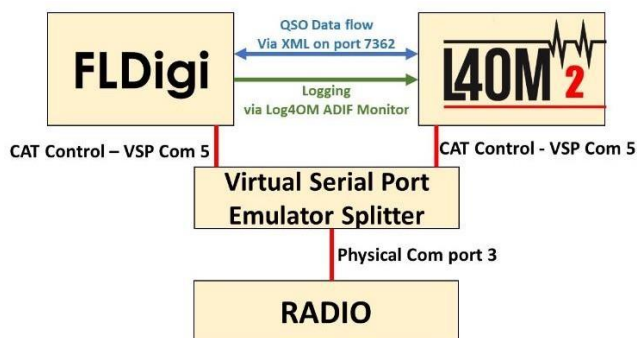 QSO Data flow
Via XML on port 7362
FLDigi
L4OM 2
Logging
via Log4OM ADIF Monitor
CAT Control – VSP Com 5
CAT Control - VSP Com 5
Virtual Serial Port
Emulator Splitter
Physical Com port 3
RADIO